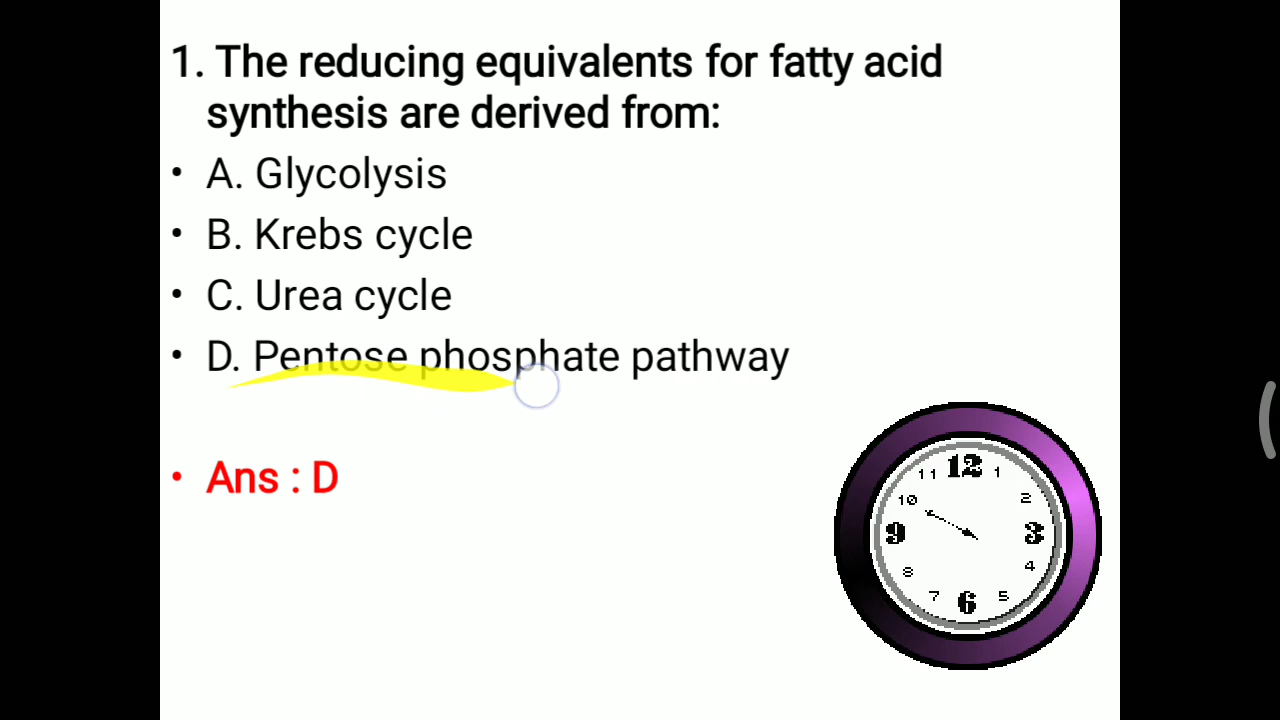 1. The reducing equivalents for fatty acid
synthesis are derived from:
• A. Glycolysis
• B. Krebs cycle
• C. Urea cycle
• D. Pentose phosphate pathway
• Ans : D
12
11 1
10 2
9 3
8 4
7 5
6